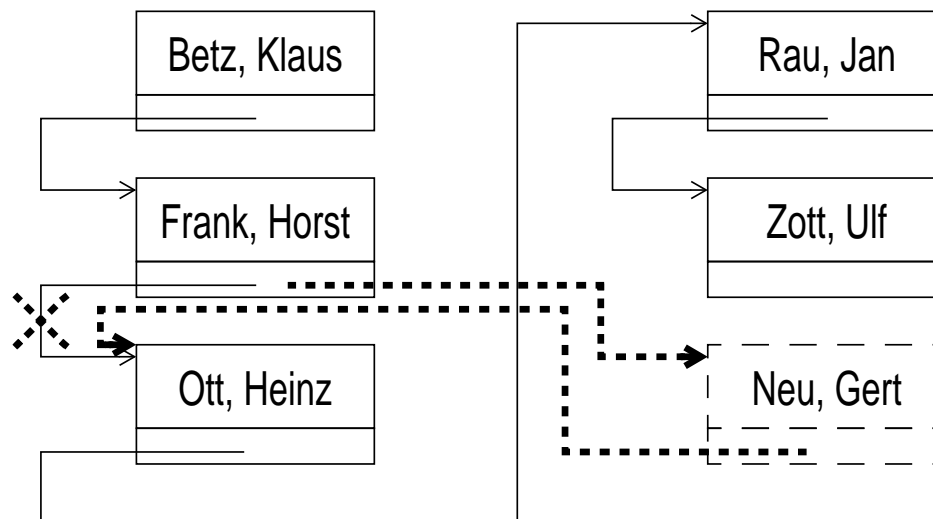 Betz, Klaus
Frank, Horst
Ott, Heinz
Rau, Jan
Zott, Ulf
Neu, Gert